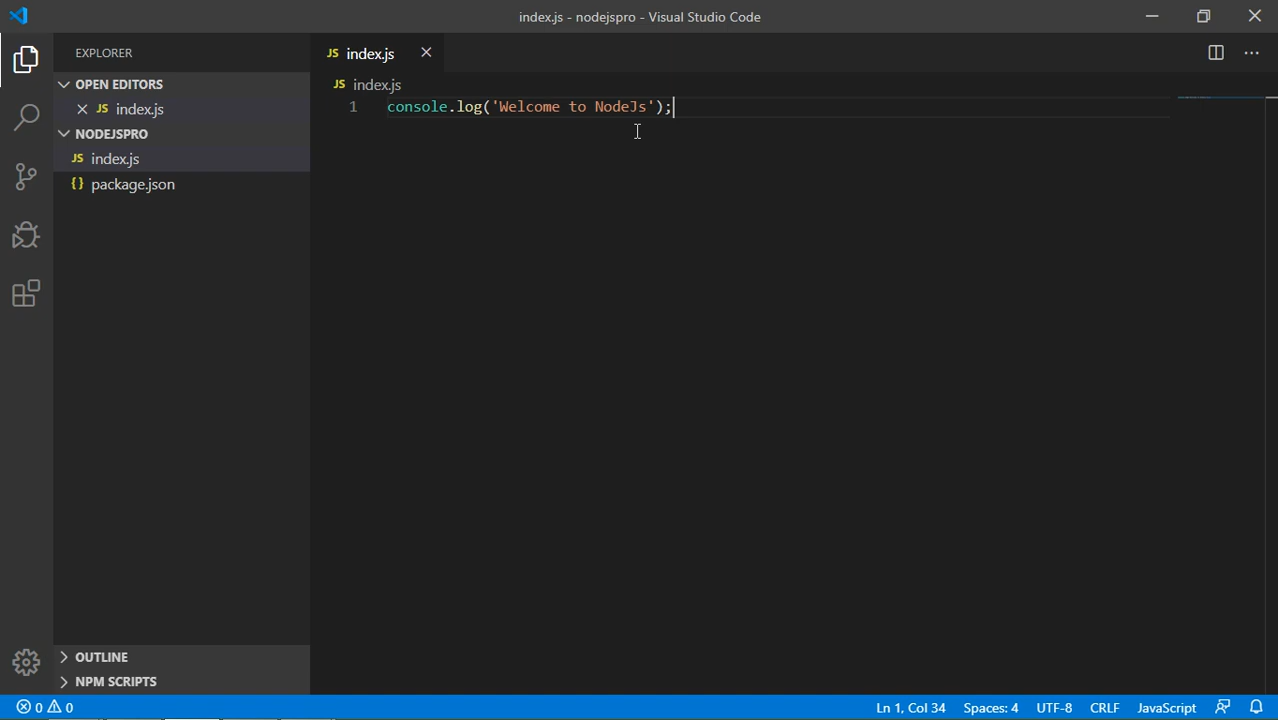 index.js - nodejspro - Visual Studio Code
EXPLORER
OPEN EDITORS
JS index.js
NODEJSPRO
JS index.js
{} package.json
OUTLINE
NPM SCRIPTS
JS index.js
JS index.js
1 console.log('Welcome to NodeJs');
0 0
Ln 1, Col 34 Spaces: 4 UTF-8 CRLF JavaScript